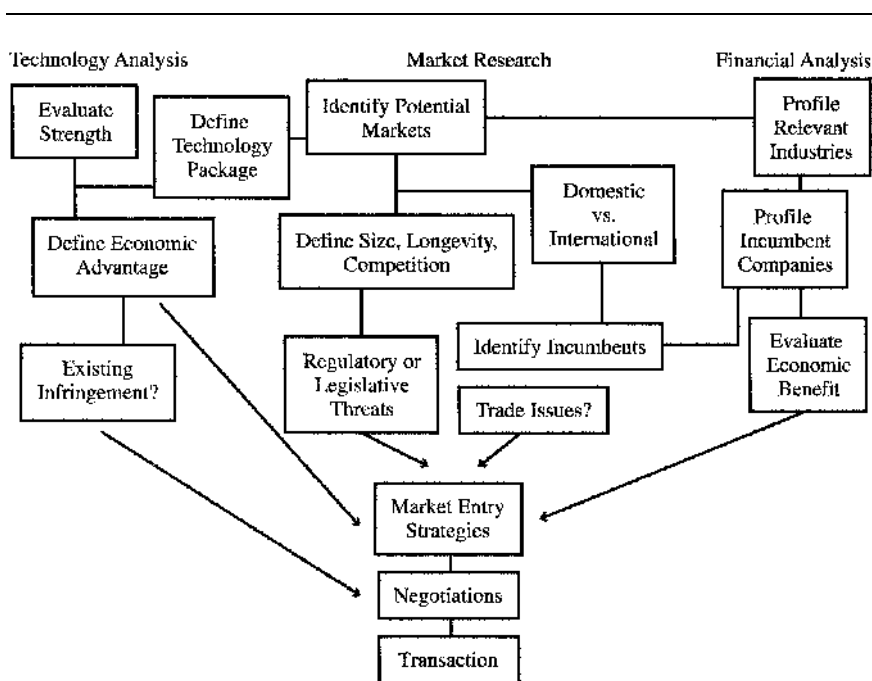 Technology Analysis
Market Research
Financial Analysis
Evaluate
Strength
Define
Technology
Package
Identify Potential
Markets
Profile
Relevant
Industries
Domestic
vs.
International
Profile
Incumbent
Companies
Define Economic
Advantage
Define Size, Longevity,
Competition
Existing
Infringement?
Regulatory or
Legislative
Threats
Identify Incumbents
Evaluate
Economic
Benefit
Trade Issues?
Market Entry
Strategies
Negotiations
Transaction